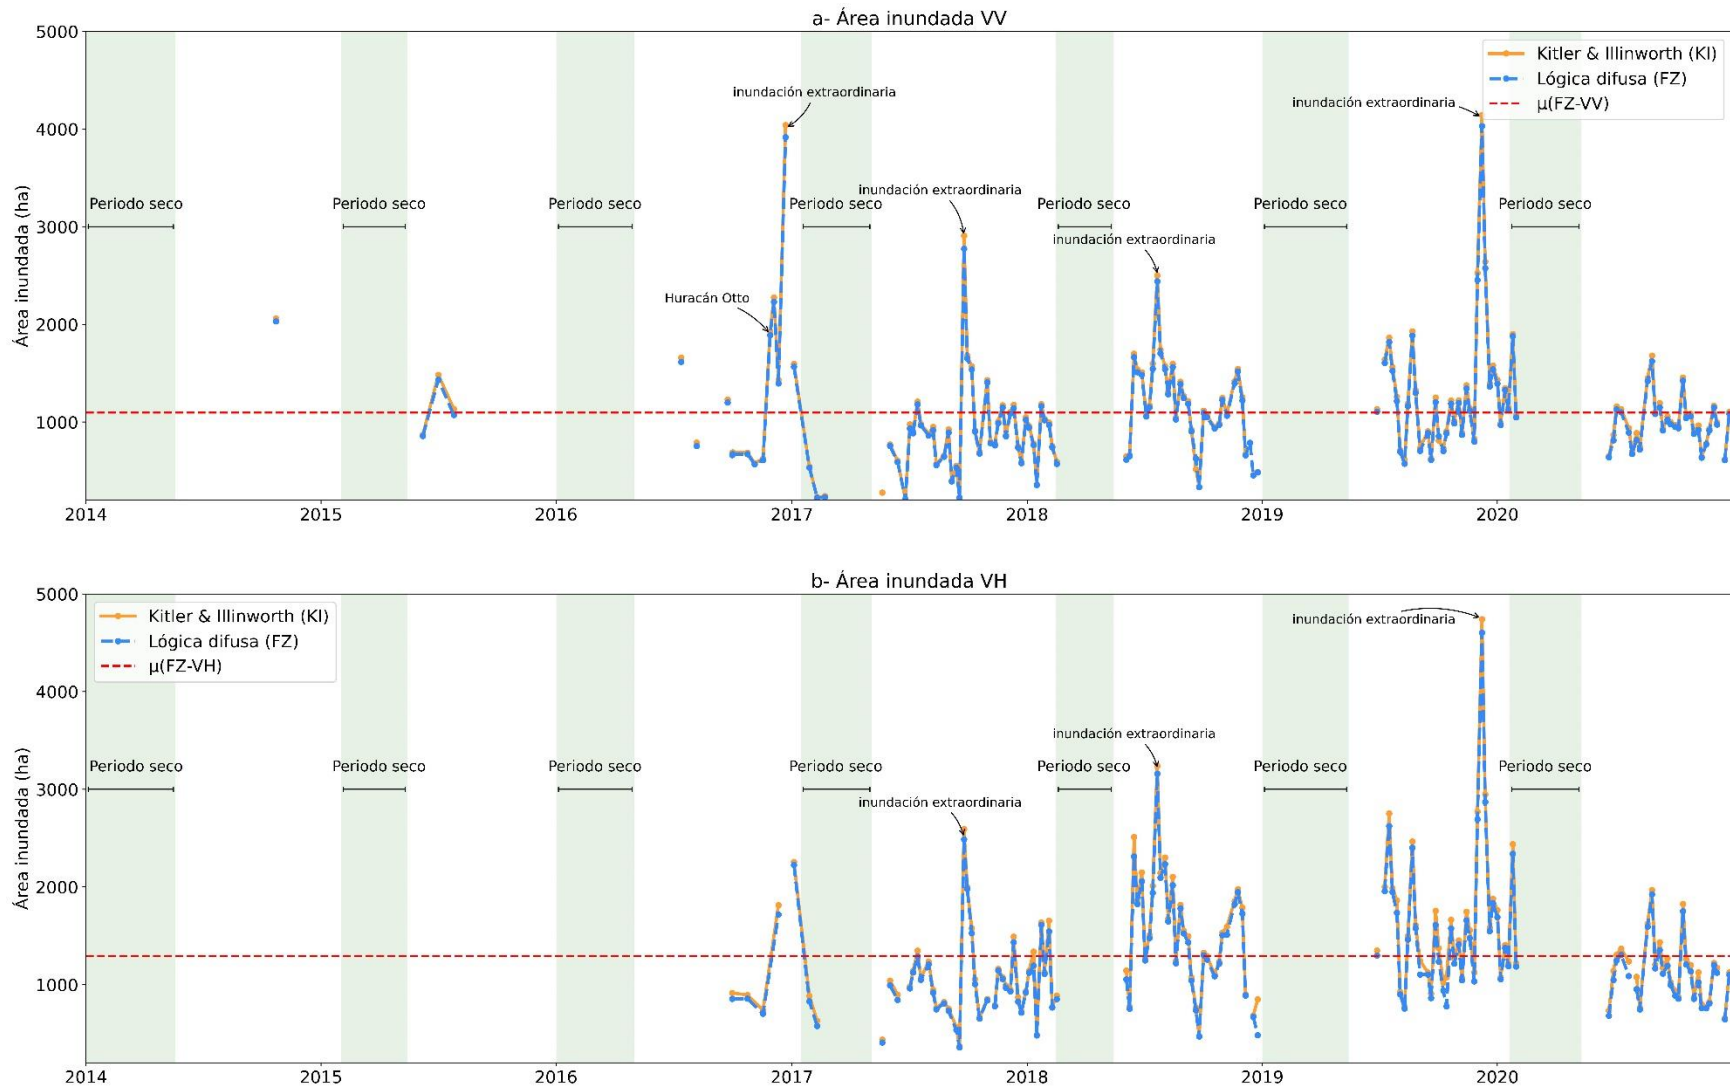 a- Área inundada VV
5000
4000
3000
2000
1000
Área inundada (ha)
Kitler & Illinworth (KI)
Lógica difusa (FZ)
μ(FZ-VV)
inundación extraordinaria
inundación extraordinaria
inundación extraordinaria
inundación extraordinaria
Huracán Otto
Periodo seco
Periodo seco
Periodo seco
Periodo seco
Periodo seco
Periodo seco
Periodo seco
2014
2015
2016
2017
2018
2019
2020
b- Área inundada VH
5000
4000
3000
2000
1000
Área inundada (ha)
Kitler & Illinworth (KI)
Lógica difusa (FZ)
μ(FZ-VH)
inundación extraordinaria
inundación extraordinaria
inundación extraordinaria
Periodo seco
Periodo seco
Periodo seco
Periodo seco
Periodo seco
Periodo seco
Periodo seco
2014
2015
2016
2017
2018
2019
2020